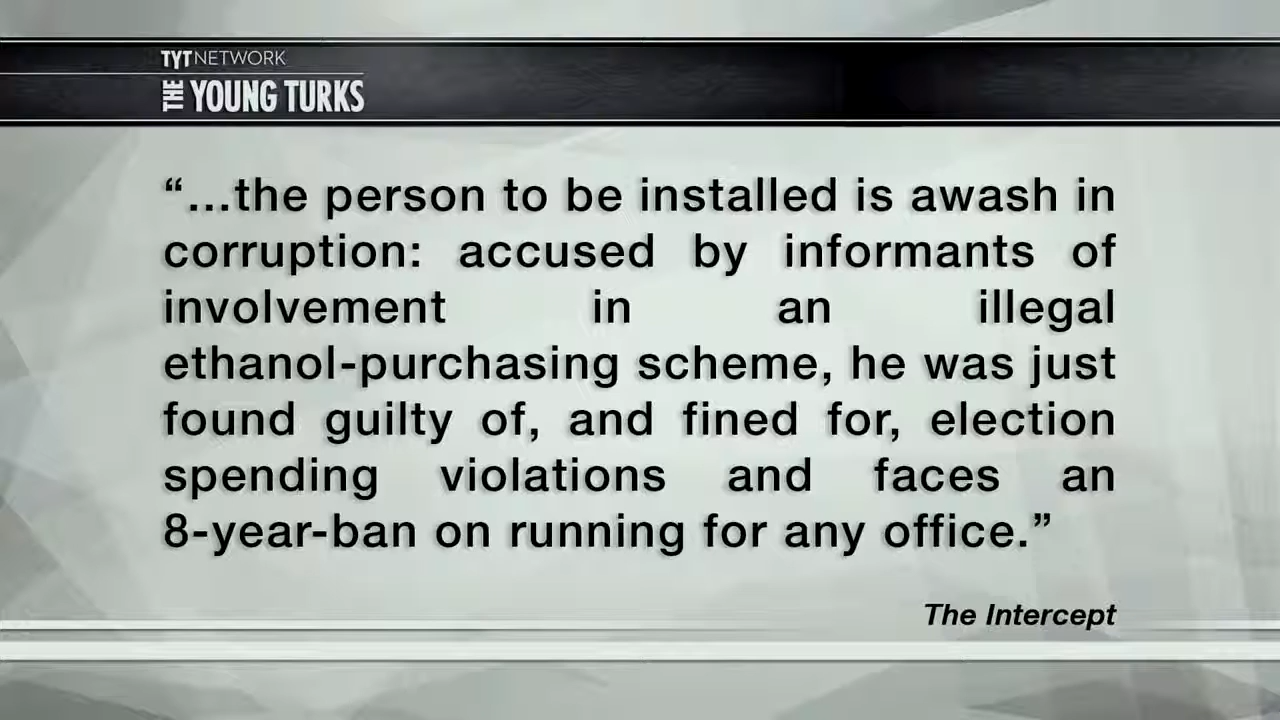 TYTNETWORK
THE YOUNG TURKS
“...the person to be installed is awash in
corruption: accused by informants of
involvement in an illegal
ethanol-purchasing scheme, he was just
found guilty of, and fined for, election
spending violations and faces an
8-year-ban on running for any office.”
The Intercept